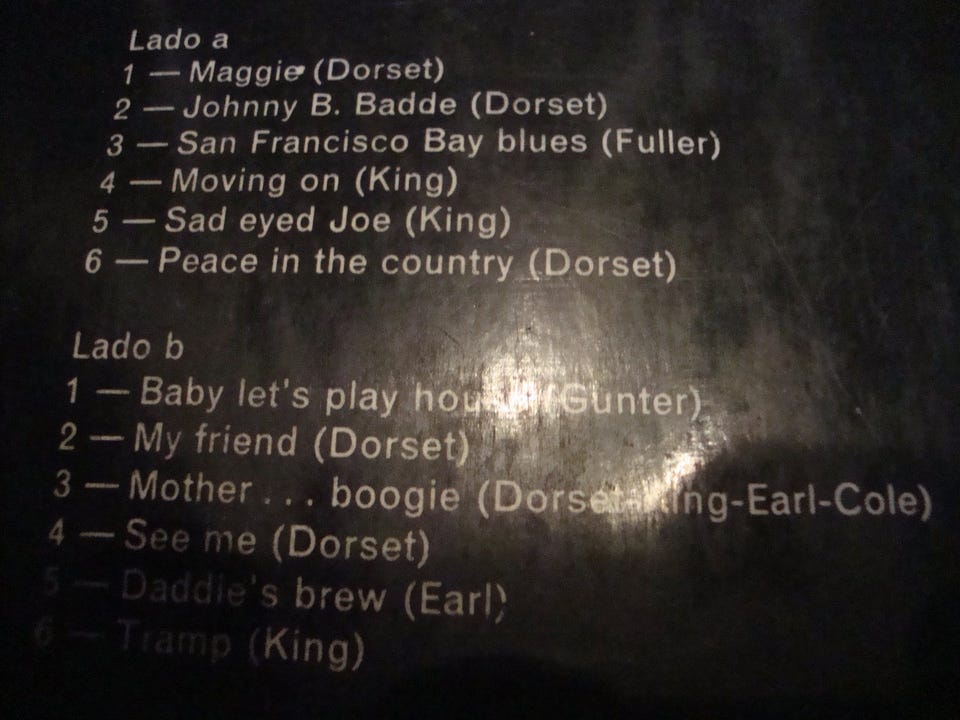 Lado a
1 — Maggie (Dorset)
2 — Johnny B. Badde (Dorset)
3 — San Francisco Bay blues (Fuller)
4 — Moving on (King)
5 — Sad eyed Joe (King)
6 — Peace in the country (Dorset)
Lado b
1 — Baby let's play house (Gunter)
2 — My friend (Dorset)
3 — Mother . . . boogie (Dorset-King-Earl-Cole)
4 — See me (Dorset)
5 — Daddie's brew (Earl)
6 — Tramp (King)